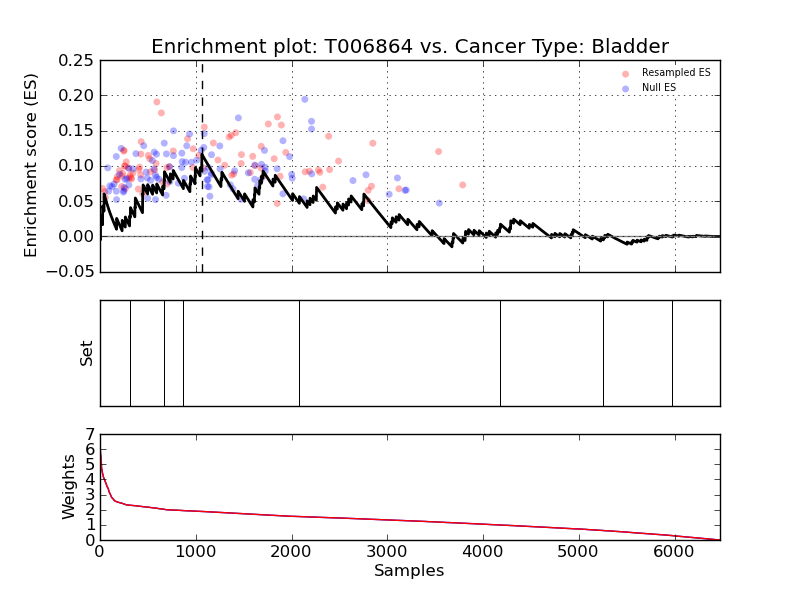 Enrichment plot: T006864 vs. Cancer Type: Bladder
Enrichment score (ES)
0.25
0.20
0.15
0.10
0.05
0.00
−0.05
Resampled ES
Null ES
Set
Weights
7
6
5
4
3
2
1
0
0 1000 2000 3000 4000 5000 6000
Samples